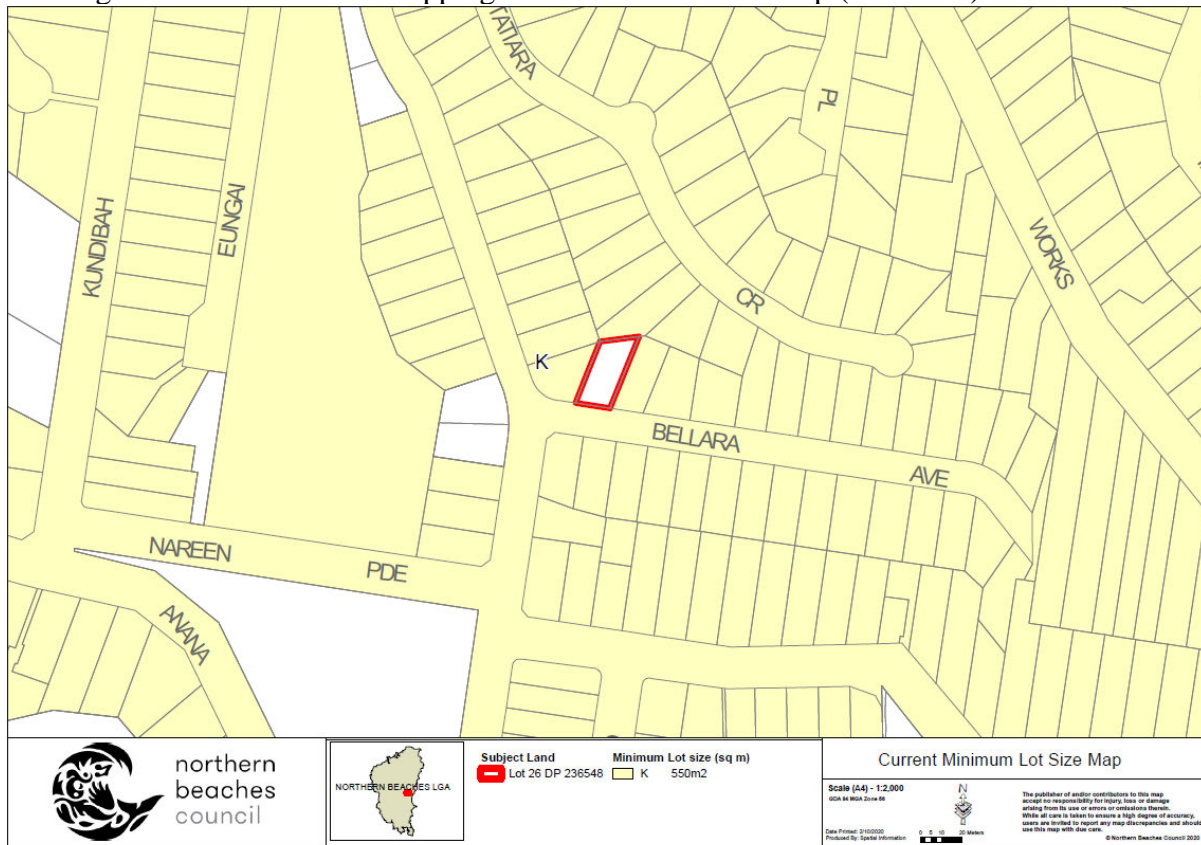 TATIARA
PL
KUNDIBAH
EUNGAI
WORKS
CR
K
BELLARA
AVE
NAREEN
PDE
ANANA
northern
beaches
council
NORTHERN BEACHES LGA
Subject Land
Lot 26 DP 236548
Minimum Lot size (sq m)
K 550m2
Current Minimum Lot Size Map
Scale (A4) - 1:2,000
GDA 94 MGA Zone 56
Date Printed: 2/10/2020
Produced By: Spatial Information
N
0 5 10 20 Meters
The publisher of and/or contributors to this map
accept no responsibility for injury, loss or damage
arising from its use or errors or omissions therein.
While all care is taken to ensure a high degree of accuracy,
users are invited to report any map discrepancies and should
use this map with due care.
© Northern Beaches Council 2020